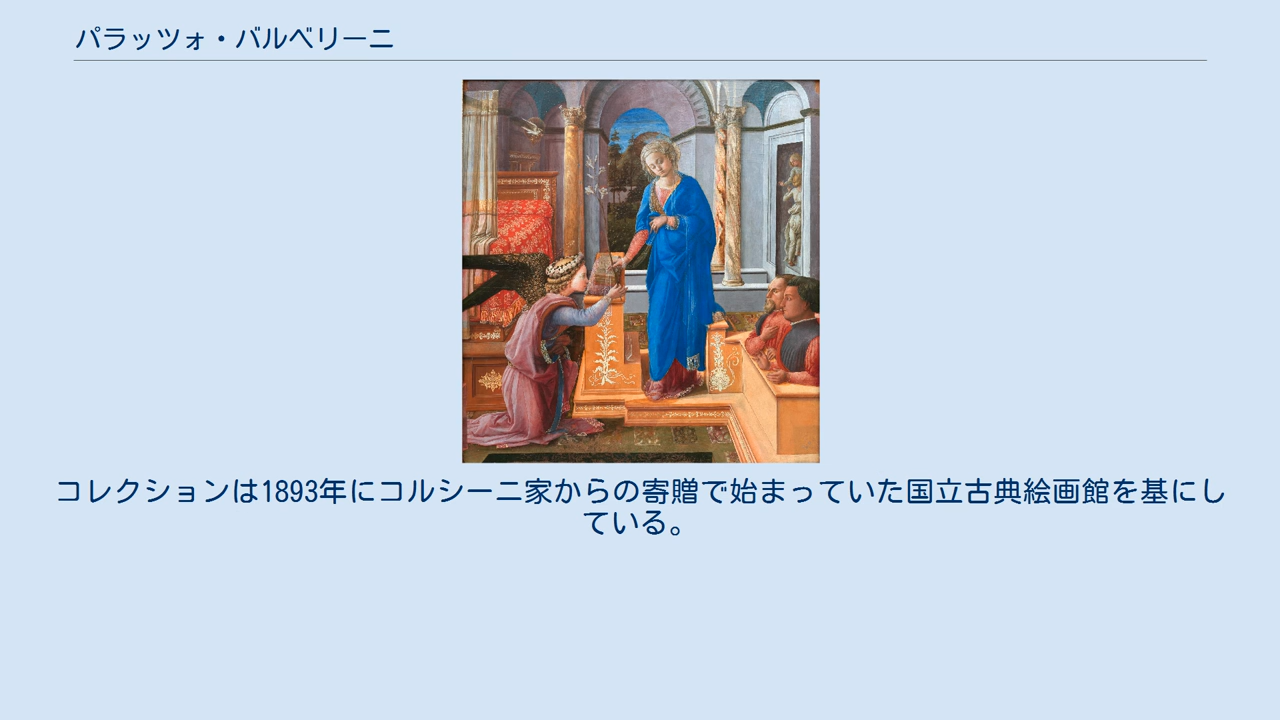 パラッツォ・バルベリーニ
コレクションは1893年にコルシーニ家からの寄贈で始まっていた国立古典絵画館を基にし
ている。